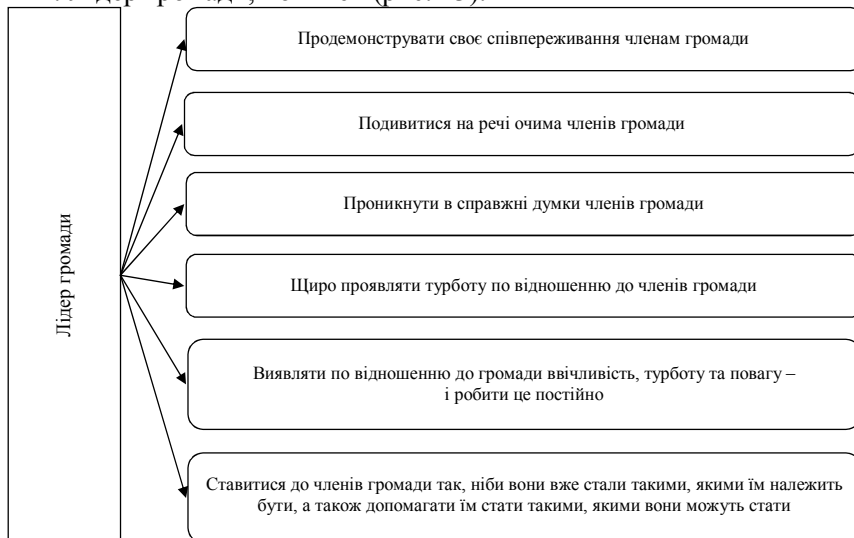 Лідер громади
Продемонструвати своє співпереживання членам громади
Подивитися на речі очима членів громади
Проникнути в справжні думки членів громади
Щиро проявляти турботу по відношенню до членів громади
Виявляти по відношенню до громади ввічливість, турботу та повагу –
і робити це постійно
Ставитися до членів громади так, ніби вони вже стали такими, якими їм належить
бути, а також допомагати їм стати такими, якими вони можуть стати